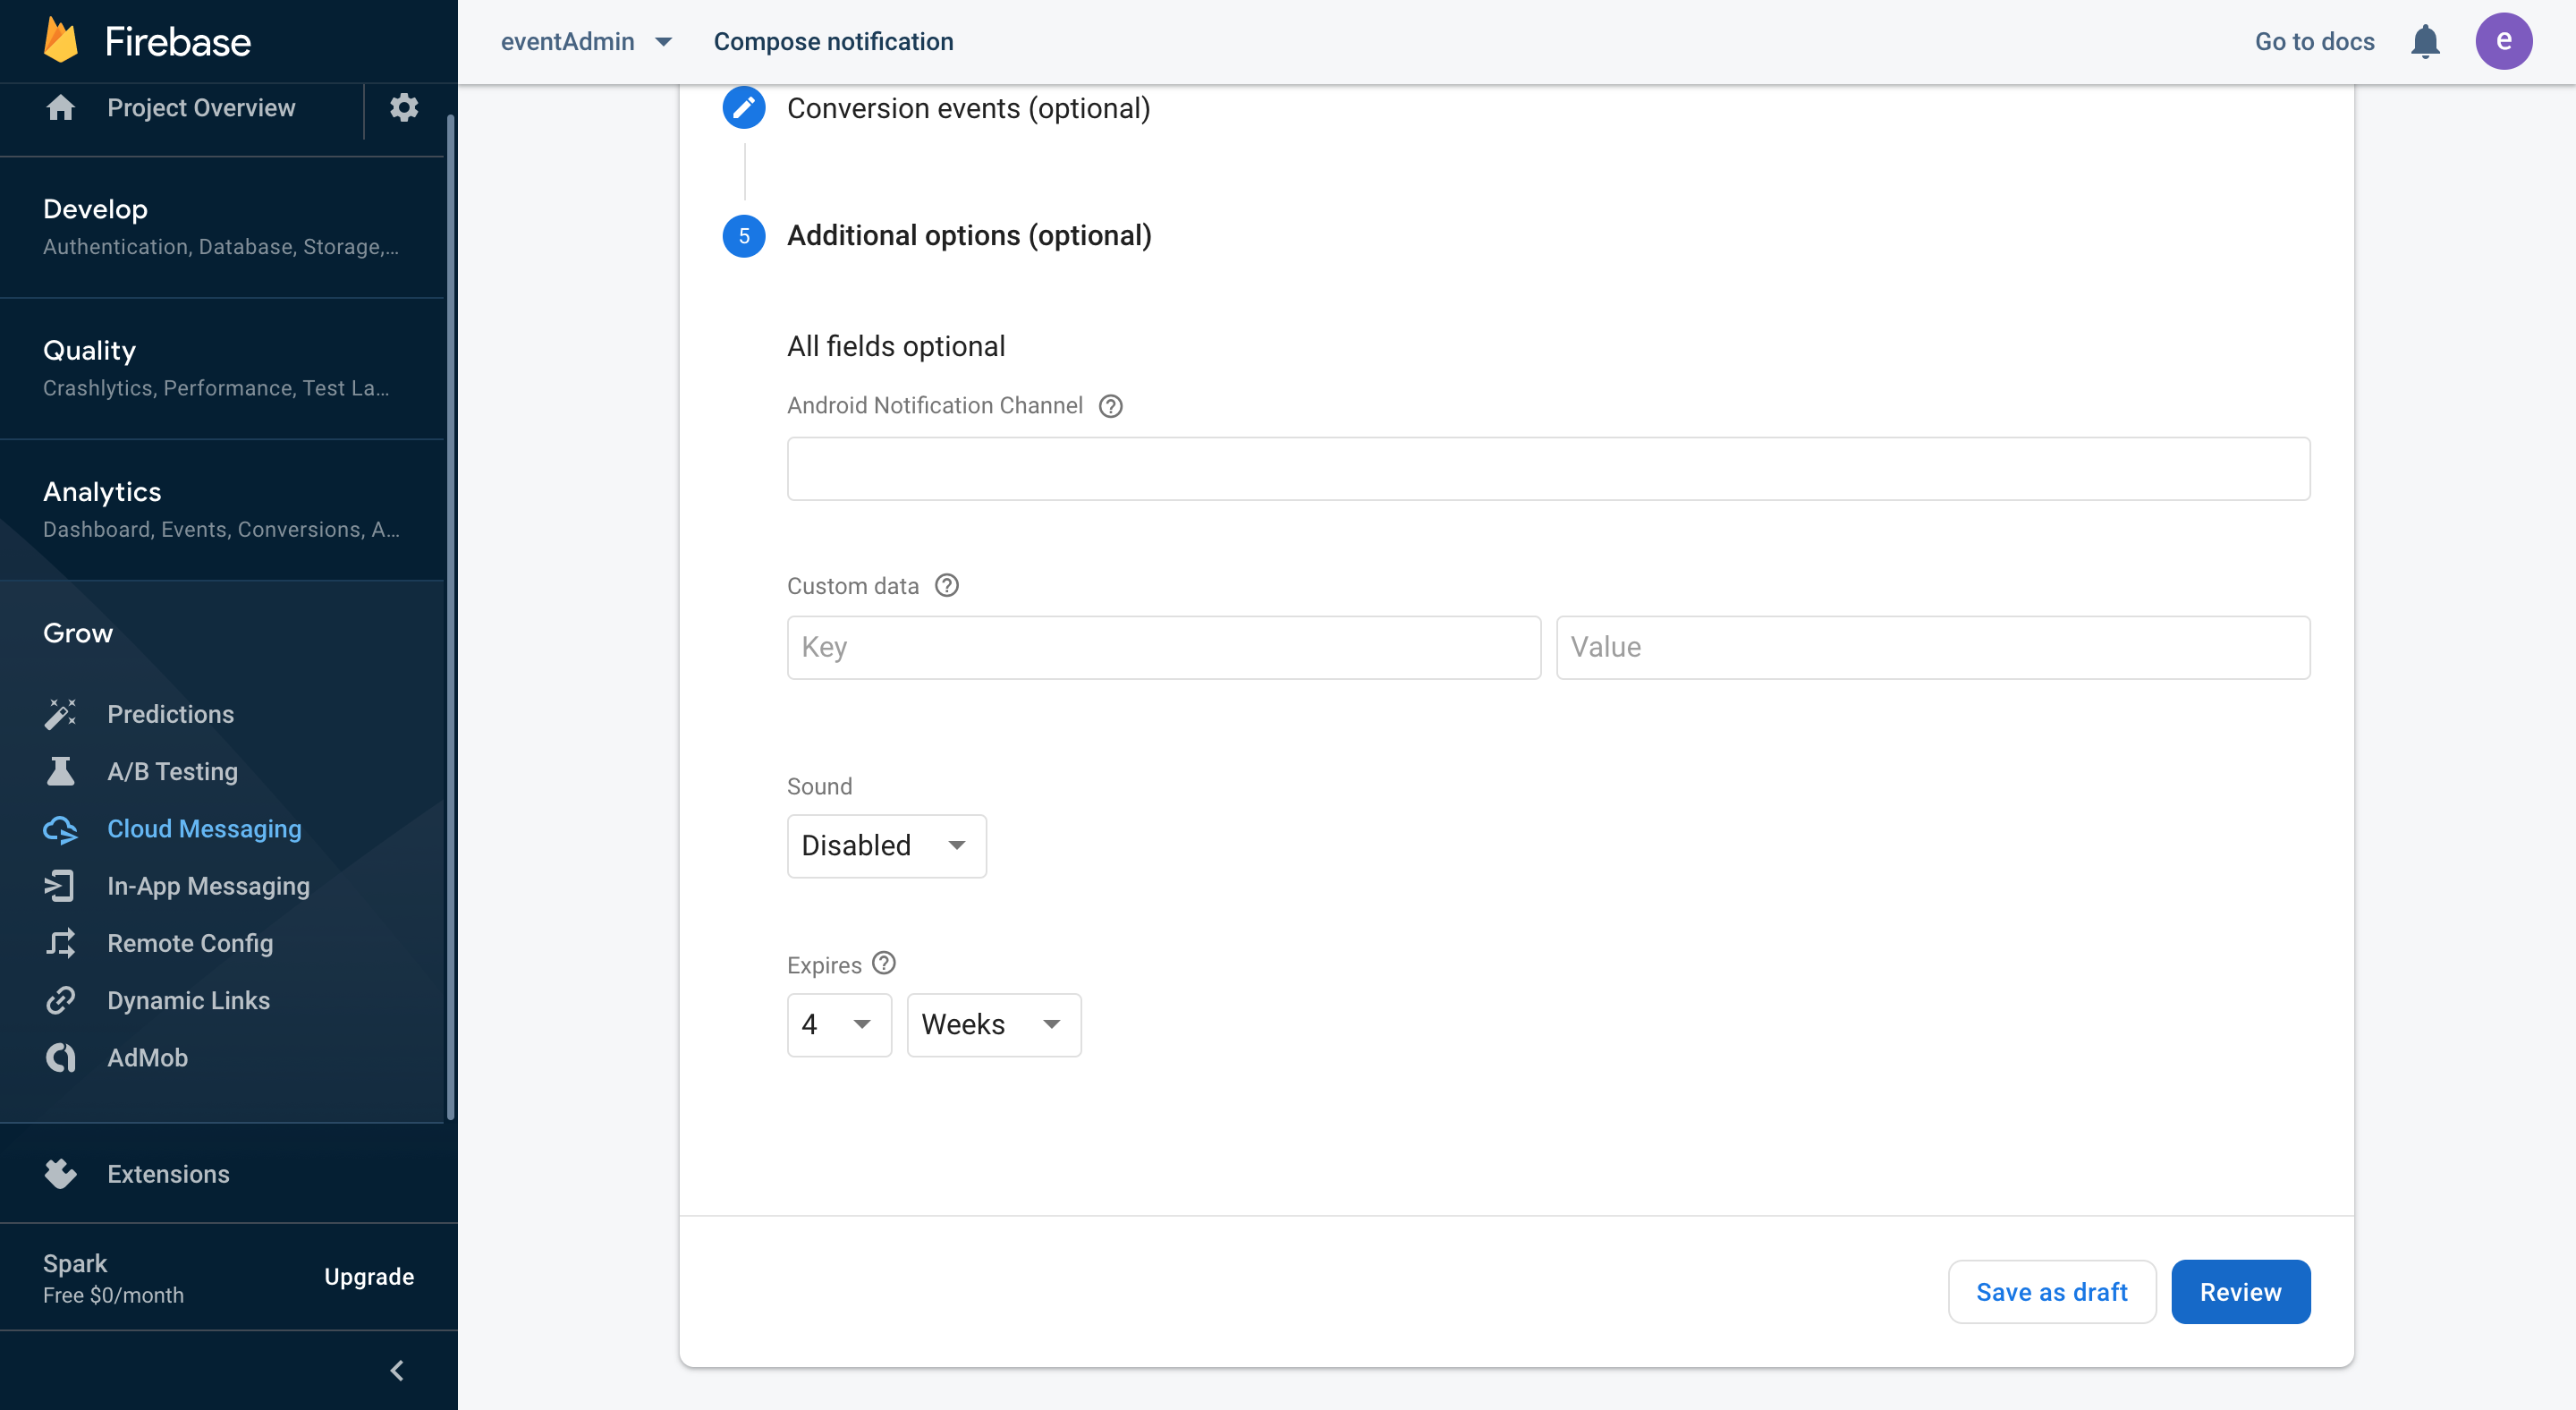 Firebase
Project Overview
Develop
Authentication, Database, Storage,...
Quality
Crashlytics, Performance, Test La...
Analytics
Dashboard, Events, Conversions, A...
Grow
Predictions
A/B Testing
Cloud Messaging
In-App Messaging
Remote Config
Dynamic Links
AdMob
Extensions
Spark
Free $0/month
Upgrade
eventAdmin
Compose notification
Go to docs
e
Conversion events (optional)
5
Additional options (optional)
All fields optional
Android Notification Channel
Custom data
Key
Value
Sound
Disabled
Expires
4
Weeks
Save as draft
Review